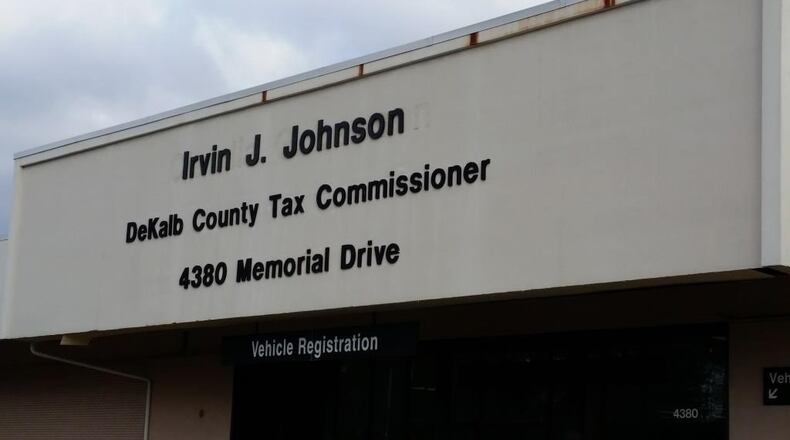 Irvin J. Johnson
DeKalb County Tax Commissioner
4380 Memorial Drive
Vehicle Registration
4380